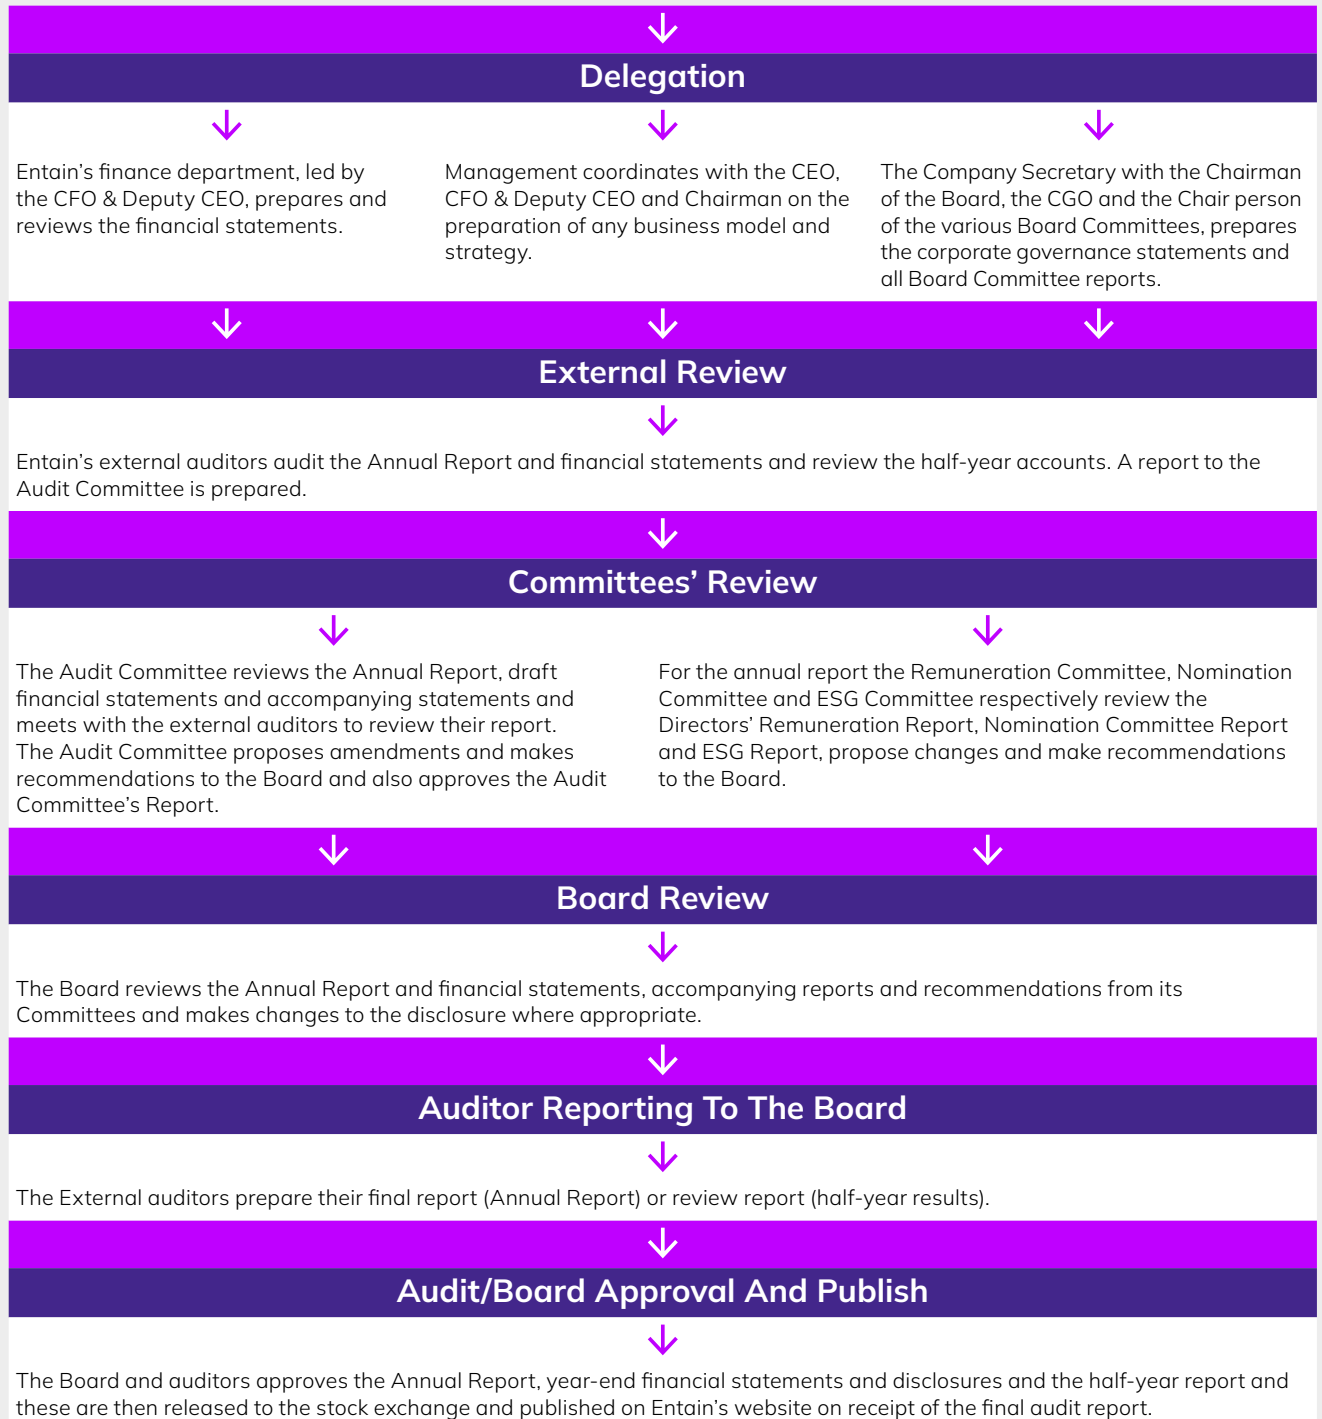 Delegation
Entain’s finance department, led by
the CFO & Deputy CEO, prepares and
reviews the financial statements.
Management coordinates with the CEO,
CFO & Deputy CEO and Chairman on the
preparation of any business model and
strategy.
The Company Secretary with the Chairman
of the Board, the CGO and the Chair person
of the various Board Committees, prepares
the corporate governance statements and
all Board Committee reports.
External Review
Entain’s external auditors audit the Annual Report and financial statements and review the half-year accounts. A report to the
Audit Committee is prepared.
Committees’ Review
The Audit Committee reviews the Annual Report, draft
financial statements and accompanying statements and
meets with the external auditors to review their report.
The Audit Committee proposes amendments and makes
recommendations to the Board and also approves the Audit
Committee’s Report.
For the annual report the Remuneration Committee, Nomination
Committee and ESG Committee respectively review the
Directors’ Remuneration Report, Nomination Committee Report
and ESG Report, propose changes and make recommendations
to the Board.
Board Review
The Board reviews the Annual Report and financial statements, accompanying reports and recommendations from its
Committees and makes changes to the disclosure where appropriate.
Auditor Reporting To The Board
The External auditors prepare their final report (Annual Report) or review report (half-year results).
Audit/Board Approval And Publish
The Board and auditors approves the Annual Report, year-end financial statements and disclosures and the half-year report and
these are then released to the stock exchange and published on Entain’s website on receipt of the final audit report.